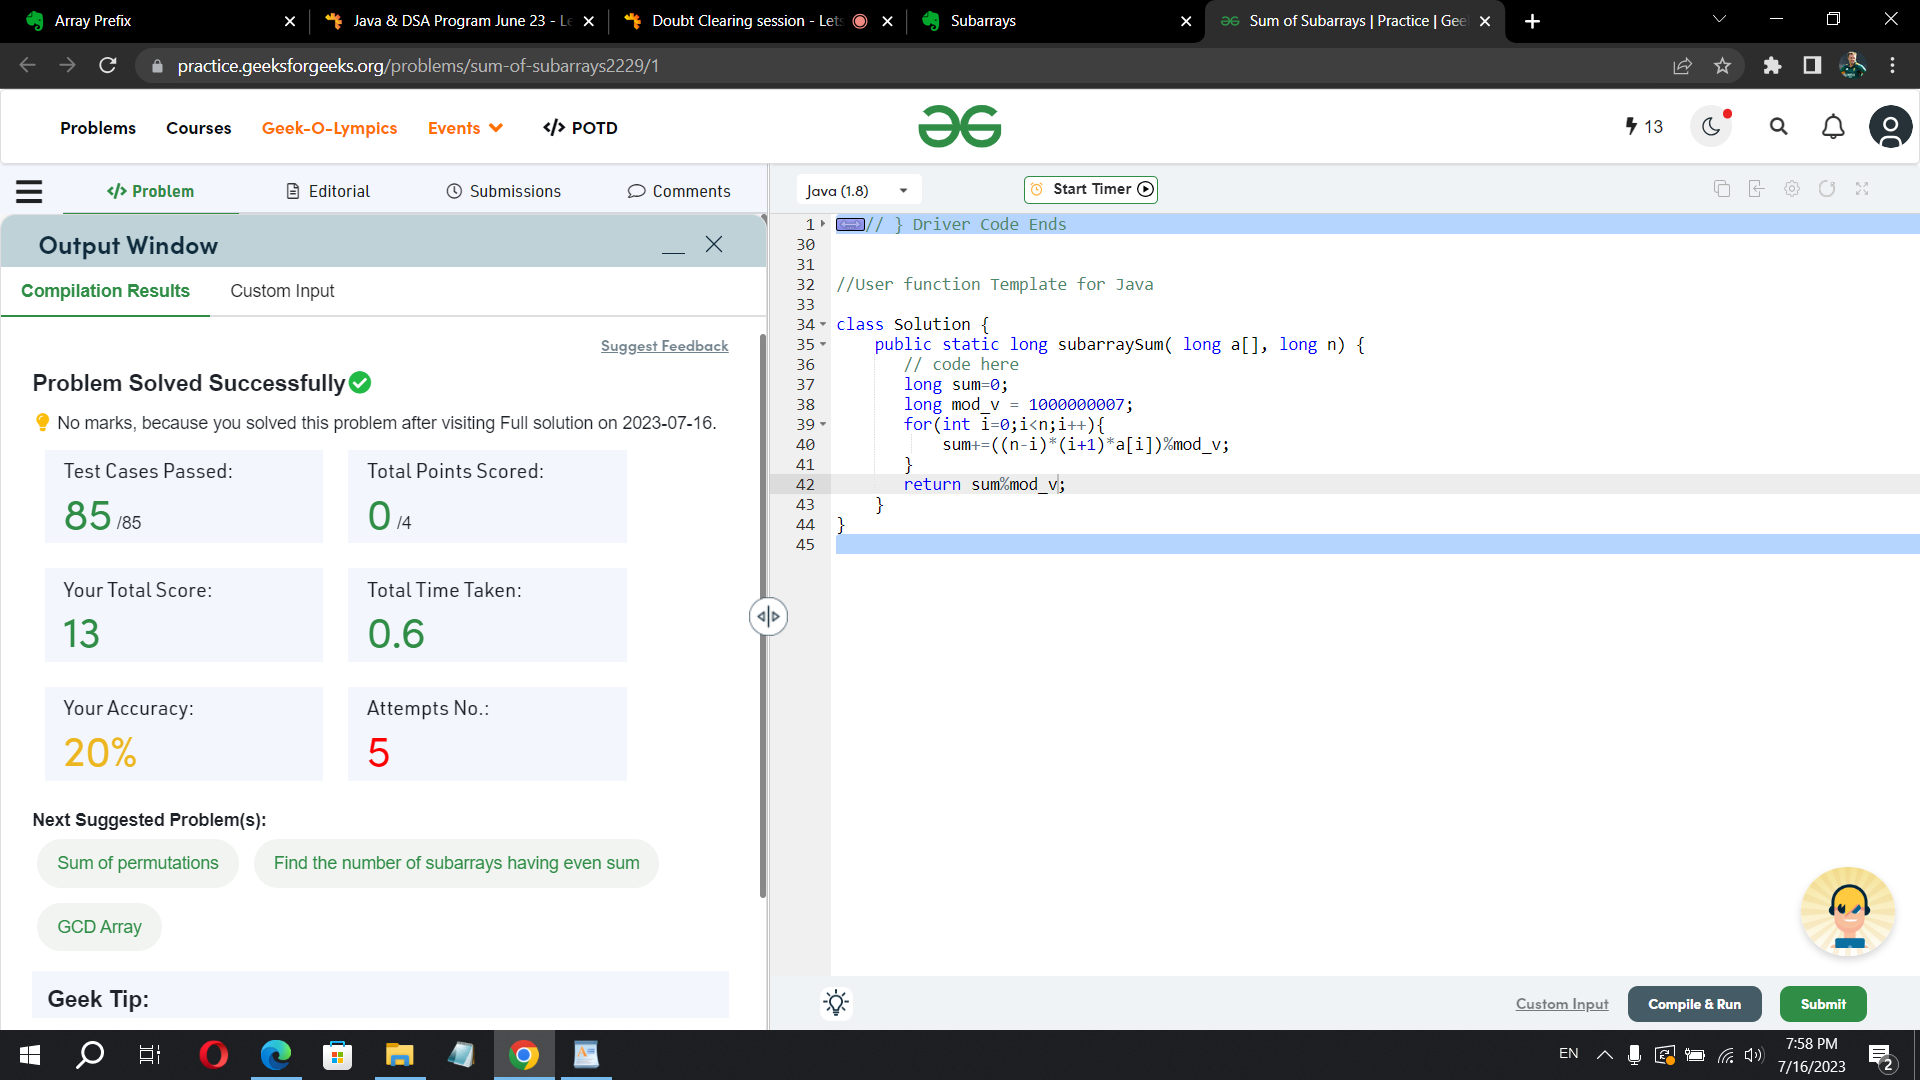 Array Prefix
Java & DSA Program June 23 - Le
Doubt Clearing session - Lets
Subarrays
Sum of Subarrays | Practice | Gee
practice.geeksforgeeks.org/problems/sum-of-subarrays2229/1
Problems
Courses
Geek-O-Lympics
Events
</> POTD
13
</> Problem
Editorial
Submissions
Comments
Java (1.8)
Start Timer
Output Window
Compilation Results
Custom Input
Suggest Feedback
Problem Solved Successfully
No marks, because you solved this problem after visiting Full solution on 2023-07-16.
Test Cases Passed:
85 /85
Total Points Scored:
0 /4
Your Total Score:
13
Total Time Taken:
0.6
Your Accuracy:
20%
Attempts No.:
5
Next Suggested Problem(s):
Sum of permutations
Find the number of subarrays having even sum
GCD Array
Geek Tip:
1 // } Driver Code Ends
30
31
32 //User function Template for Java
33
34 class Solution {
35 public static long subarraySum( long a[], long n) {
36 // code here
37 long sum=0;
38 long mod_v = 1000000007;
39 for(int i=0;i<n;i++){
40 sum+=((n-i)*(i+1)*a[i])%mod_v;
41 }
42 return sum%mod_v;
43 }
44 }
45
Custom Input
Compile & Run
Submit
EN
7:58 PM
7/16/2023
2